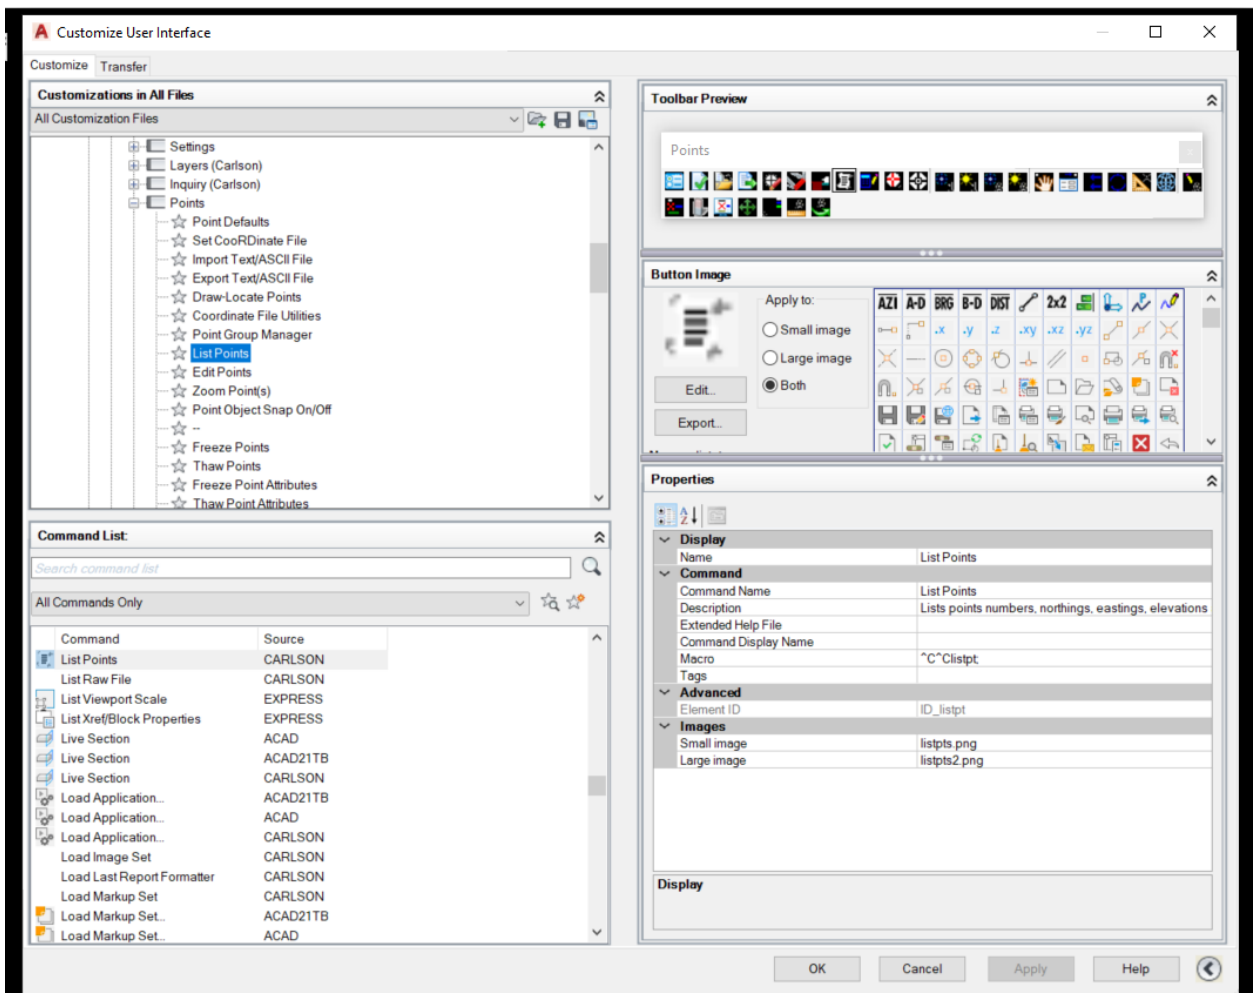 Customize User Interface
Customize Transfer
Customizations in All Files
All Customization Files
Settings
Layers (Carlson)
Inquiry (Carlson)
Points
Point Defaults
Set CooRDinate File
Import Text/ASCII File
Export Text/ASCII File
Draw-Locate Points
Coordinate File Utilities
Point Group Manager
List Points
Edit Points
Zoom Point(s)
Point Object Snap On/Off
--
Freeze Points
Thaw Points
Freeze Point Attributes
Thaw Point Attributes
Command List:
Search command list
All Commands Only
Command Source
List Points CARLSON
List Raw File CARLSON
List Viewport Scale EXPRESS
List Xref/Block Properties EXPRESS
Live Section ACAD
Live Section ACAD21TB
Live Section CARLSON
Load Application... ACAD21TB
Load Application... ACAD
Load Application... CARLSON
Load Image Set CARLSON
Load Last Report Formatter CARLSON
Load Markup Set CARLSON
Load Markup Set... ACAD21TB
Load Markup Set... ACAD
Toolbar Preview
Points
Button Image
Apply to:
Small image
Large image
Both
Edit...
Export...
AZI A-D BRG B-D DIST 2x2
.x .y .z .xy .xz .yz
Properties
Display
Name List Points
Command
Command Name List Points
Description Lists points numbers, northings, eastings, elevations
Extended Help File
Command Display Name
Macro ^C^Clistpt;
Tags
Advanced
Element ID ID_listpt
Images
Small image listpts.png
Large image listpts2.png
Display
OK Cancel Apply Help